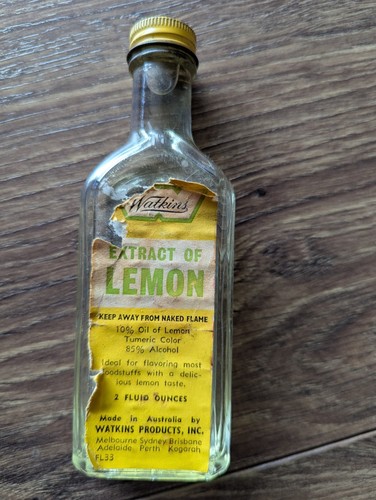 Watkins
EXTRACT OF
LEMON
KEEP AWAY FROM NAKED FLAME
10% Oil of Lemon
Tumeric Color
85% Alcohol
Ideal for flavoring most
foodstuffs with a delic-
ious lemon taste.
2 FLUID OUNCES
Made in Australia by
WATKINS PRODUCTS, INC.
Melbourne Sydney Brisbane
Adelaide Perth Kogarah
FL33